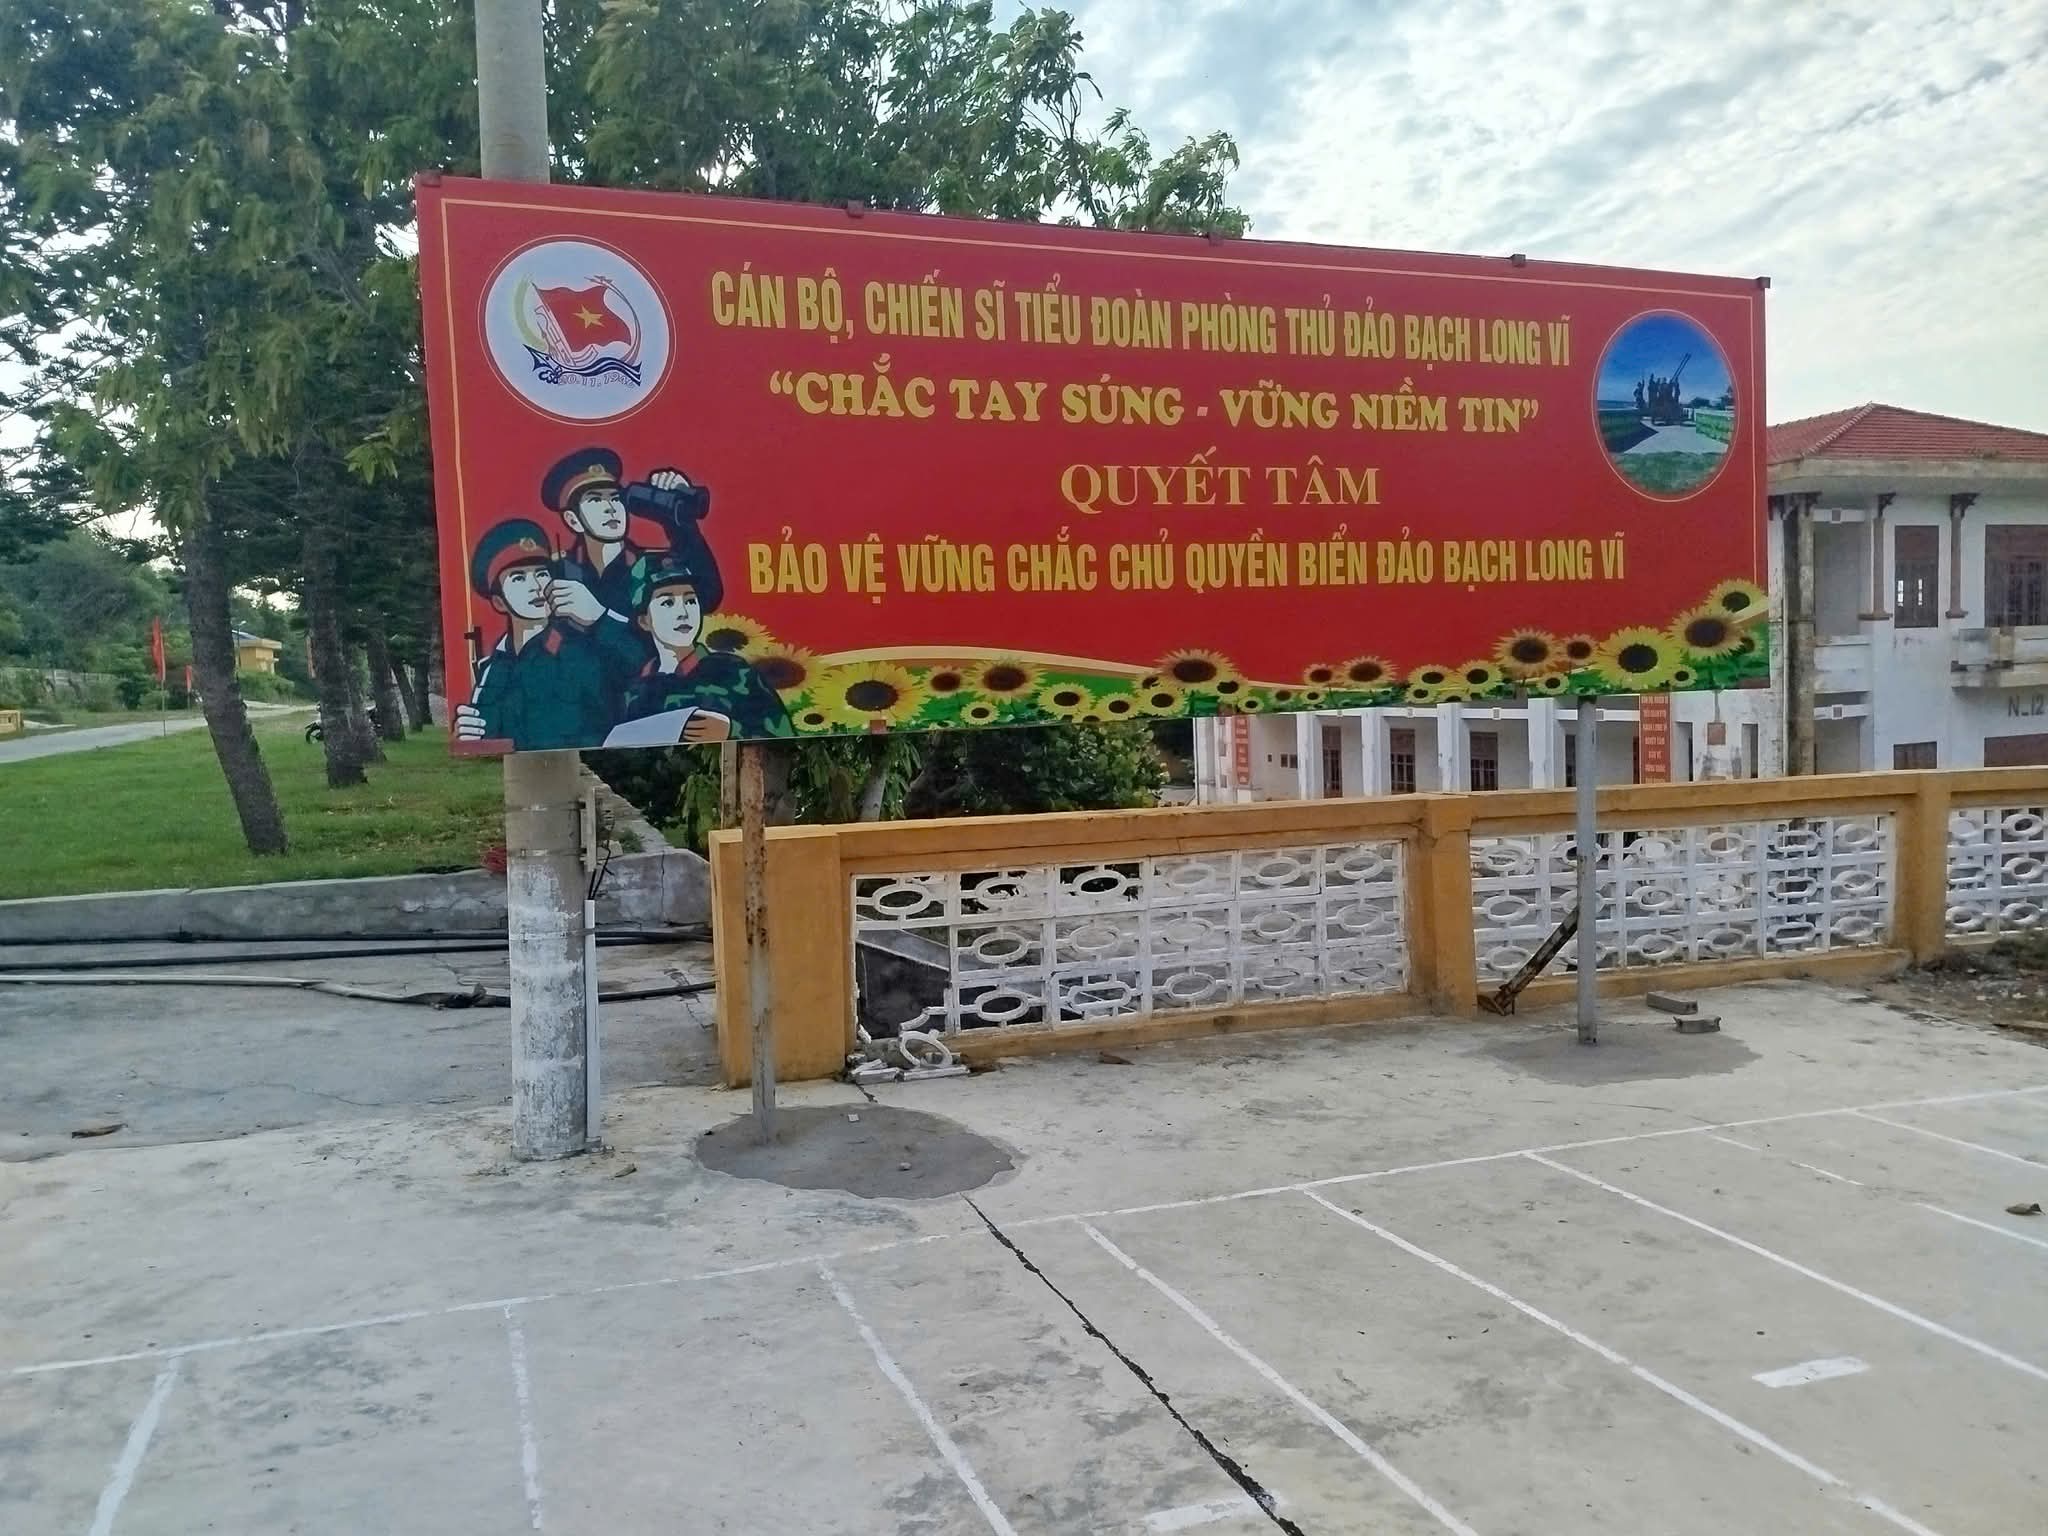 CÁN BỘ, CHIẾN SĨ TIỂU ĐOÀN PHÒNG THỦ ĐẢO BẠCH LONG VĨ
“CHẮC TAY SÚNG - VỮNG NIỀM TIN”
QUYẾT TÂM
BẢO VỆ VỮNG CHẮC CHỦ QUYỀN BIỂN ĐẢO BẠCH LONG VĨ
N_12